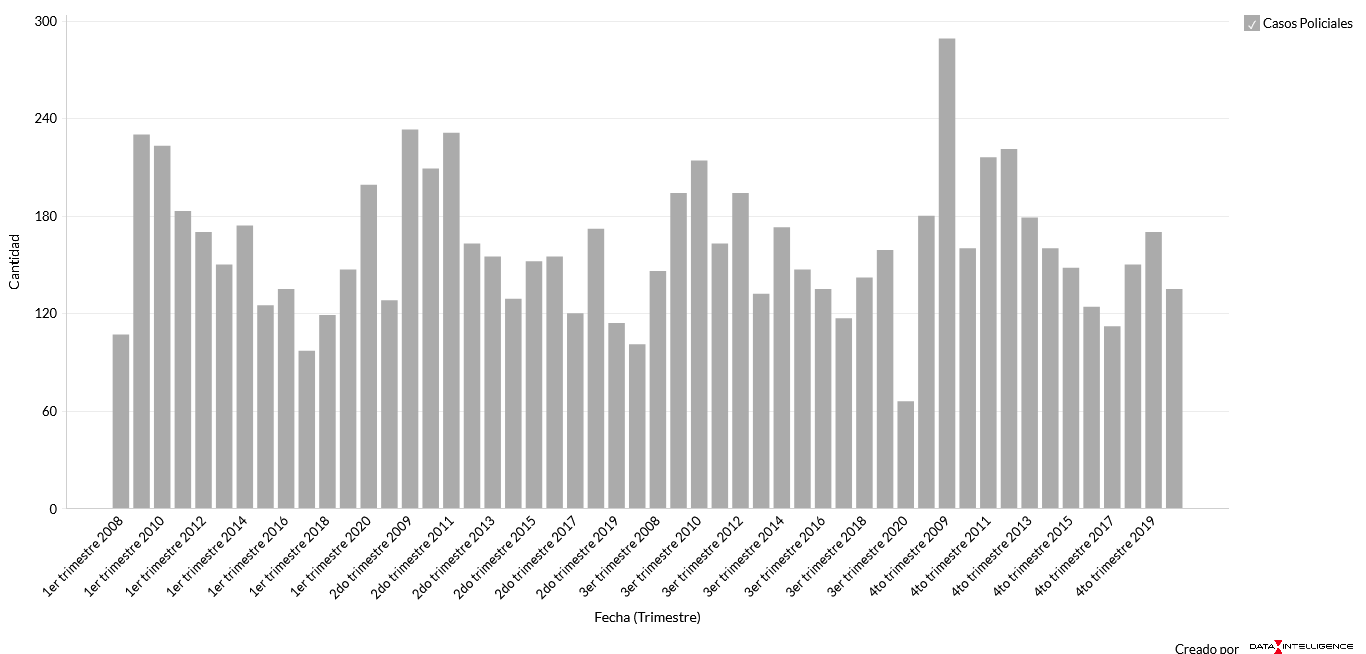 300
240
180
120
60
0
Cantidad
Casos Policiales
1er trimestre 2008
1er trimestre 2010
1er trimestre 2012
1er trimestre 2014
1er trimestre 2016
1er trimestre 2018
1er trimestre 2020
2do trimestre 2009
2do trimestre 2011
2do trimestre 2013
2do trimestre 2015
2do trimestre 2017
2do trimestre 2019
3er trimestre 2008
3er trimestre 2010
3er trimestre 2012
3er trimestre 2014
3er trimestre 2016
3er trimestre 2018
3er trimestre 2020
4to trimestre 2009
4to trimestre 2011
4to trimestre 2013
4to trimestre 2015
4to trimestre 2017
4to trimestre 2019
Fecha (Trimestre)
Creado por DATA INTELLIGENCE